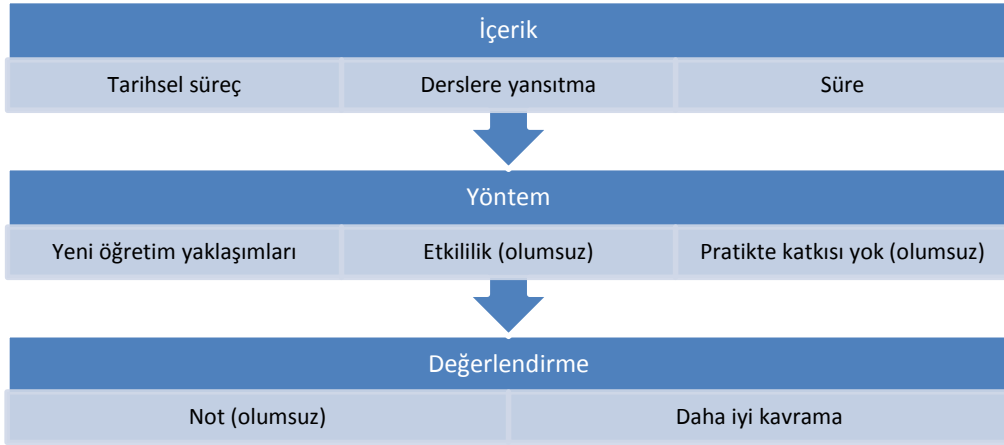 İçerik
Tarihsel süreç
Derslere yansıtma
Süre
Yöntem
Yeni öğretim yaklaşımları
Etkililik (olumsuz)
Pratikte katkısı yok (olumsuz)
Değerlendirme
Not (olumsuz)
Daha iyi kavrama